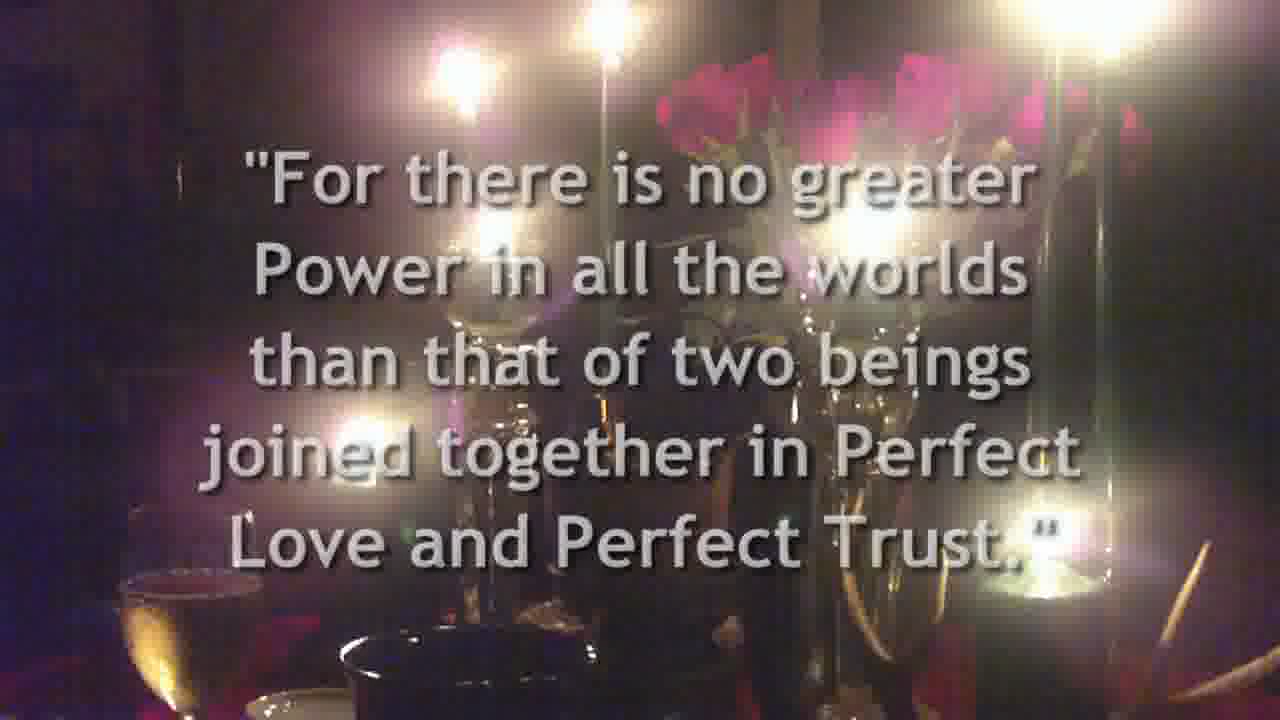 "For there is no greater
Power in all the worlds
than that of two beings
joined together in Perfect
Love and Perfect Trust."